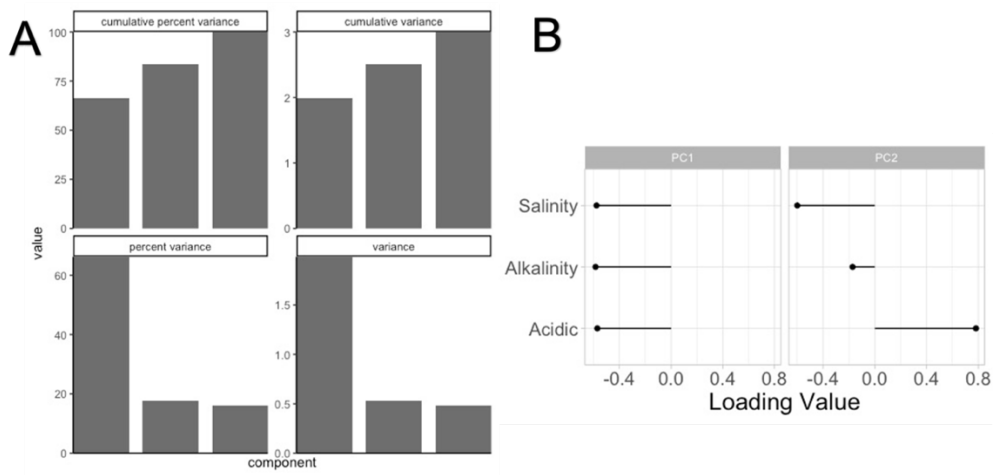 A
B
cumulative percent variance
cumulative variance
100
75
50
25
0
3
2
1
0
value
percent variance
variance
60
40
20
0
1.5
1.0
0.5
0.0
component
PC1
PC2
Salinity
Alkalinity
Acidic
-0.4 0.0 0.4 0.8
-0.4 0.0 0.4 0.8
Loading Value